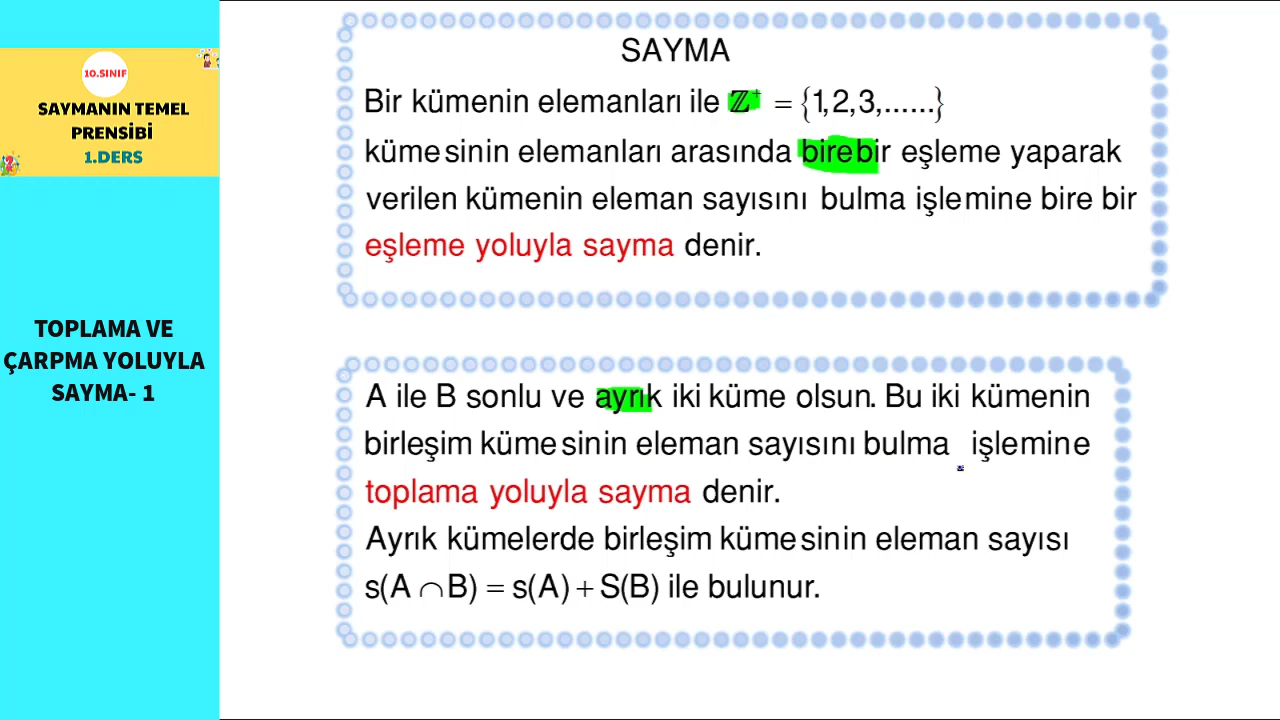 10.SINIF
SAYMANIN TEMEL
PRENSİBİ
1.DERS
TOPLAMA VE
ÇARPMA YOLUYLA
SAYMA- 1
SAYMA
Bir kümenin elemanları ile ℤ⁺ = {1,2,3,......}
kümesinin elemanları arasında birebir eşleme yaparak
verilen kümenin eleman sayısını bulma işlemine bire bir
eşleme yoluyla sayma denir.
A ile B sonlu ve ayrık iki küme olsun. Bu iki kümenin
birleşim kümesinin eleman sayısını bulma işlemine
toplama yoluyla sayma denir.
Ayrık kümelerde birleşim kümesinin eleman sayısı
s(A ∩ B) = s(A) + S(B) ile bulunur.